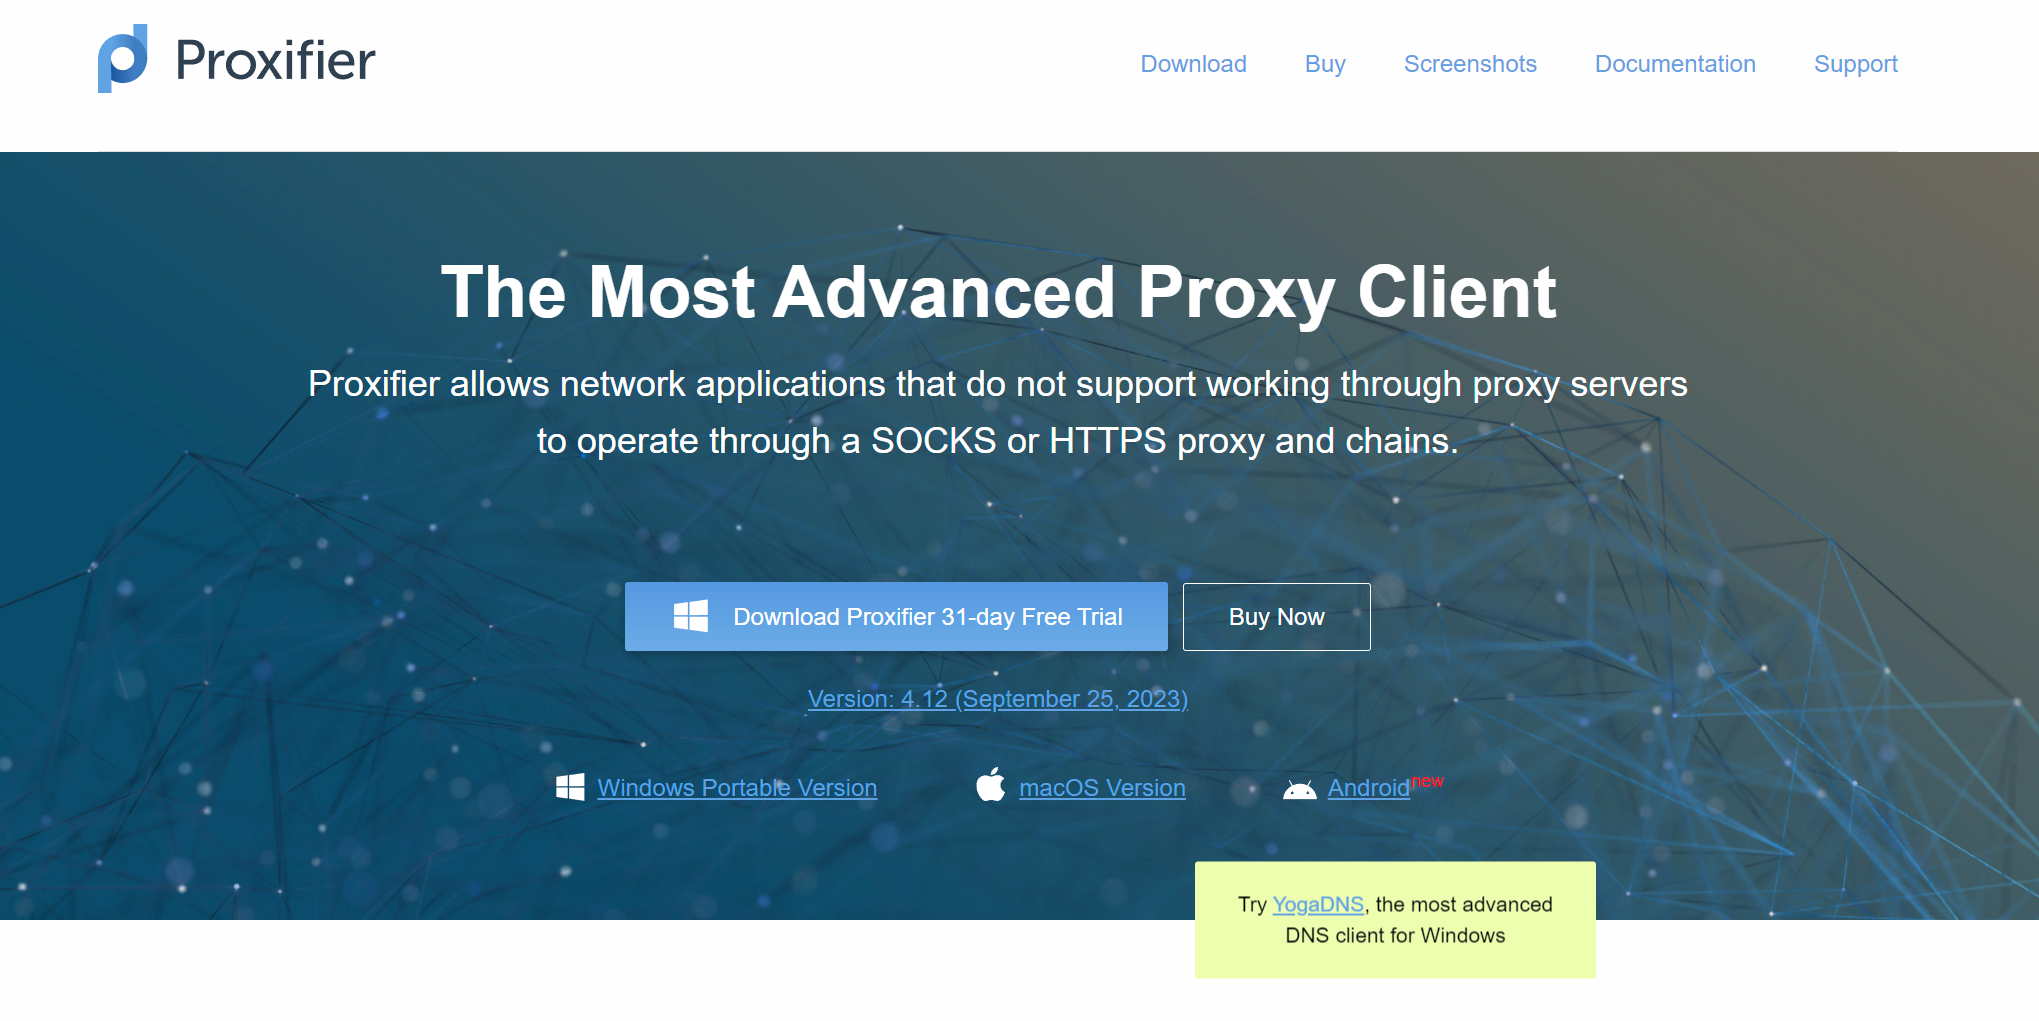 Proxifier
Download Buy Screenshots Documentation Support
The Most Advanced Proxy Client
Proxifier allows network applications that do not support working through proxy servers
to operate through a SOCKS or HTTPS proxy and chains.
Download Proxifier 31-day Free Trial
Buy Now
Version: 4.12 (September 25, 2023)
Windows Portable Version
macOS Version
Android new
Try YogaDNS, the most advanced
DNS client for Windows